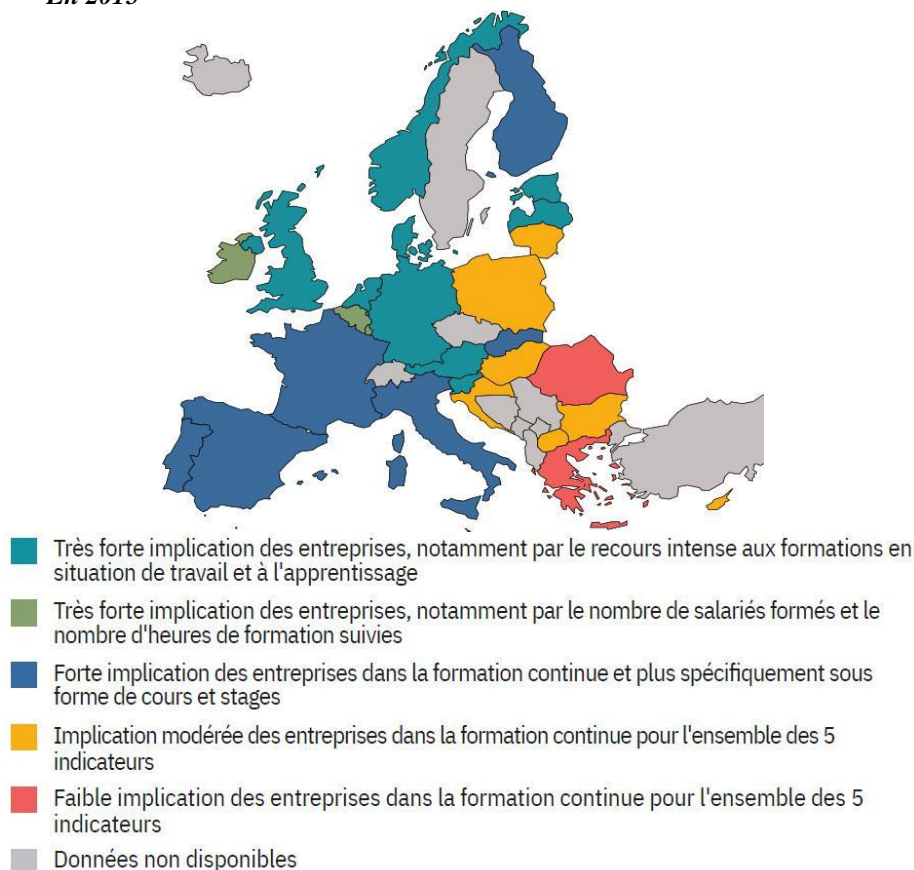 En 2015
Très forte implication des entreprises, notamment par le recours intense aux formations en
situation de travail et à l'apprentissage
Très forte implication des entreprises, notamment par le nombre de salariés formés et le
nombre d'heures de formation suivies
Forte implication des entreprises dans la formation continue et plus spécifiquement sous
forme de cours et stages
Implication modérée des entreprises dans la formation continue pour l'ensemble des 5
indicateurs
Faible implication des entreprises dans la formation continue pour l'ensemble des 5
indicateurs
Données non disponibles